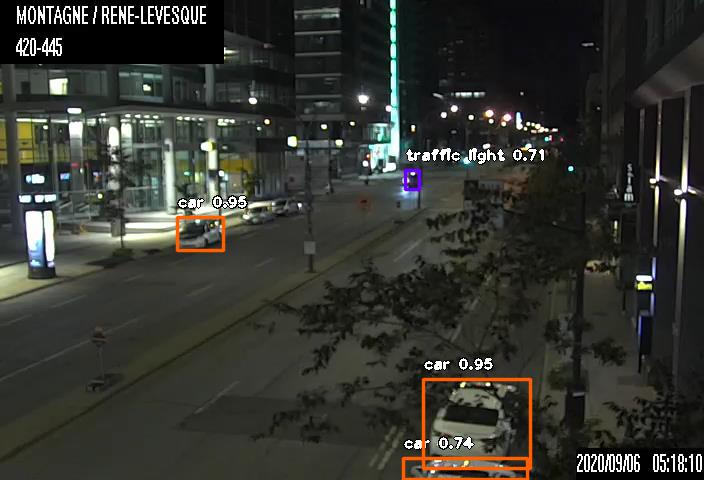 MONTAGNE / RENE-LEVESQUE
420-445
traffic light 0.71
car 0.95
car 0.95
car 0.74
2020/09/06 05:18:10